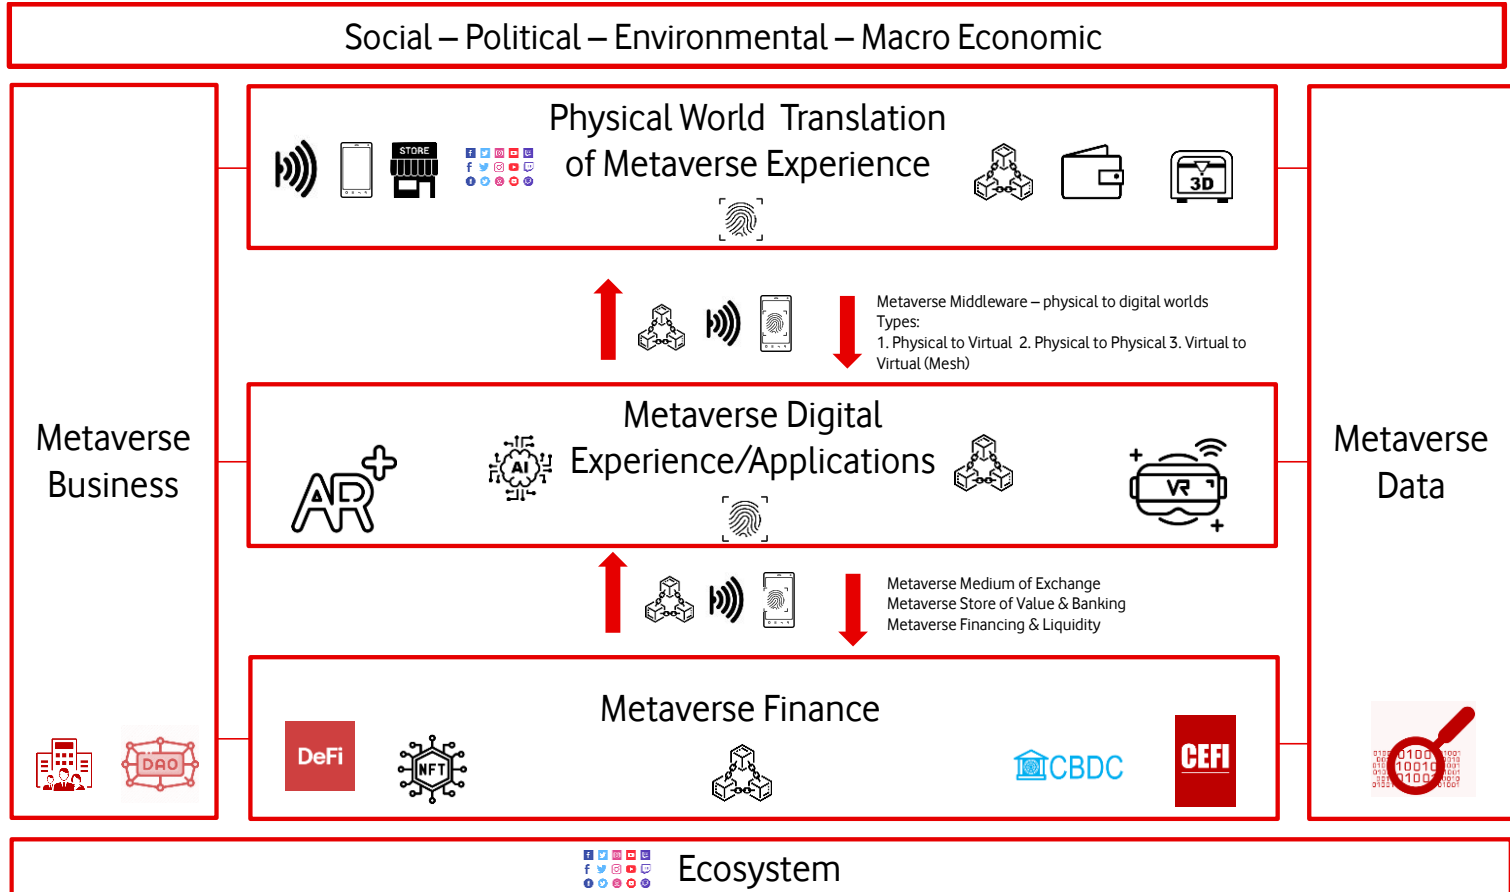 Social – Political – Environmental – Macro Economic
Physical World Translation
of Metaverse Experience
STORE
3D
Metaverse Middleware – physical to digital worlds
Types:
1. Physical to Virtual 2. Physical to Physical 3. Virtual to
Virtual (Mesh)
Metaverse
Business
Metaverse Digital
Experience/Applications
AR
AI
VR
Metaverse
Data
Metaverse Medium of Exchange
Metaverse Store of Value & Banking
Metaverse Financing & Liquidity
Metaverse Finance
DAO
DeFi
NFT
CBDC
CEFI
Ecosystem